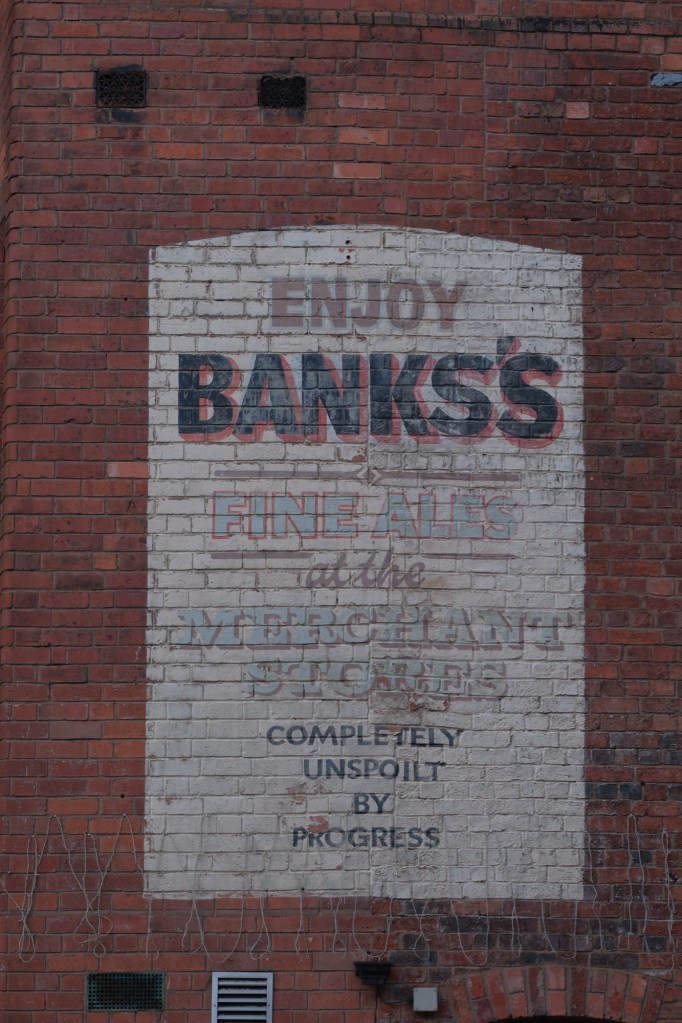 ENJOY
BANKS'S
FINE ALES
at the
MERCHANT
STORES
COMPLETELY
UNSPOILT
BY
PROGRESS